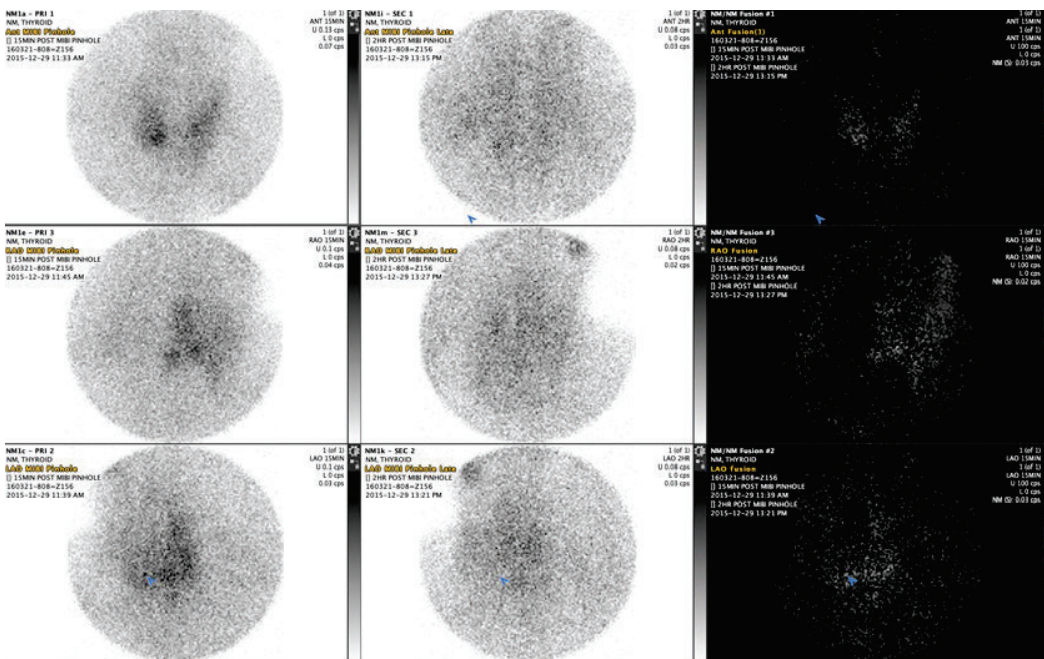 NM1a - PRI 1
NM, THYROID
Ant MIBI Pinhole
[] 15MIN POST MIBI PINHOLE
160321-808=Z156
2015-12-29 11:33 AM
1 (of 1)
ANT 15MIN
U 0.13 cps
L 0 cps
0.07 cps
NM1i - SEC 1
NM, THYROID
Ant MIBI Pinhole Late
[] 2HR POST MIBI PINHOLE
160321-808=Z156
2015-12-29 13:15 PM
1 (of 1)
ANT 2HR
U 0.08 cps
L 0 cps
0.03 cps
NM/NM Fusion #1
NM, THYROID
Ant Fusion(1)
160321-808=Z156
[] 15MIN POST MIBI PINHOLE
2015-12-29 11:33 AM
[] 2HR POST MIBI PINHOLE
2015-12-29 13:15 PM
1 (of 1)
ANT 15MIN
1 (of 1)
ANT 15MIN
U 100 cps
L 0 cps
NM (S): 0.03 cps
NM1e - PRI 3
NM, THYROID
RAO MIBI Pinhole
[] 15MIN POST MIBI PINHOLE
160321-808=Z156
2015-12-29 11:45 AM
1 (of 1)
RAO 15MIN
U 0.1 cps
L 0 cps
0.04 cps
NM1m - SEC 3
NM, THYROID
RAO MIBI Pinhole Late
[] 2HR POST MIBI PINHOLE
160321-808=Z156
2015-12-29 13:27 PM
1 (of 1)
RAO 2HR
U 0.08 cps
L 0 cps
0.02 cps
NM/NM Fusion #3
NM, THYROID
RAO Fusion
160321-808=Z156
[] 15MIN POST MIBI PINHOLE
2015-12-29 11:45 AM
[] 2HR POST MIBI PINHOLE
2015-12-29 13:27 PM
1 (of 1)
RAO 15MIN
1 (of 1)
RAO 15MIN
U 100 cps
L 0 cps
NM (S): 0.02 cps
NM1c - PRI 2
NM, THYROID
LAO MIBI Pinhole
[] 15MIN POST MIBI PINHOLE
160321-808=Z156
2015-12-29 11:39 AM
1 (of 1)
LAO 15MIN
U 0.1 cps
L 0 cps
0.03 cps
NM1k - SEC 2
NM, THYROID
LAO MIBI Pinhole Late
[] 2HR POST MIBI PINHOLE
160321-808=Z156
2015-12-29 13:21 PM
1 (of 1)
LAO 2HR
U 0.08 cps
L 0 cps
0.03 cps
NM/NM Fusion #2
NM, THYROID
LAO fusion
160321-808=Z156
[] 15MIN POST MIBI PINHOLE
2015-12-29 11:39 AM
[] 2HR POST MIBI PINHOLE
2015-12-29 13:21 PM
1 (of 1)
LAO 15MIN
1 (of 1)
LAO 15MIN
U 100 cps
L 0 cps
NM (S): 0.03 cps